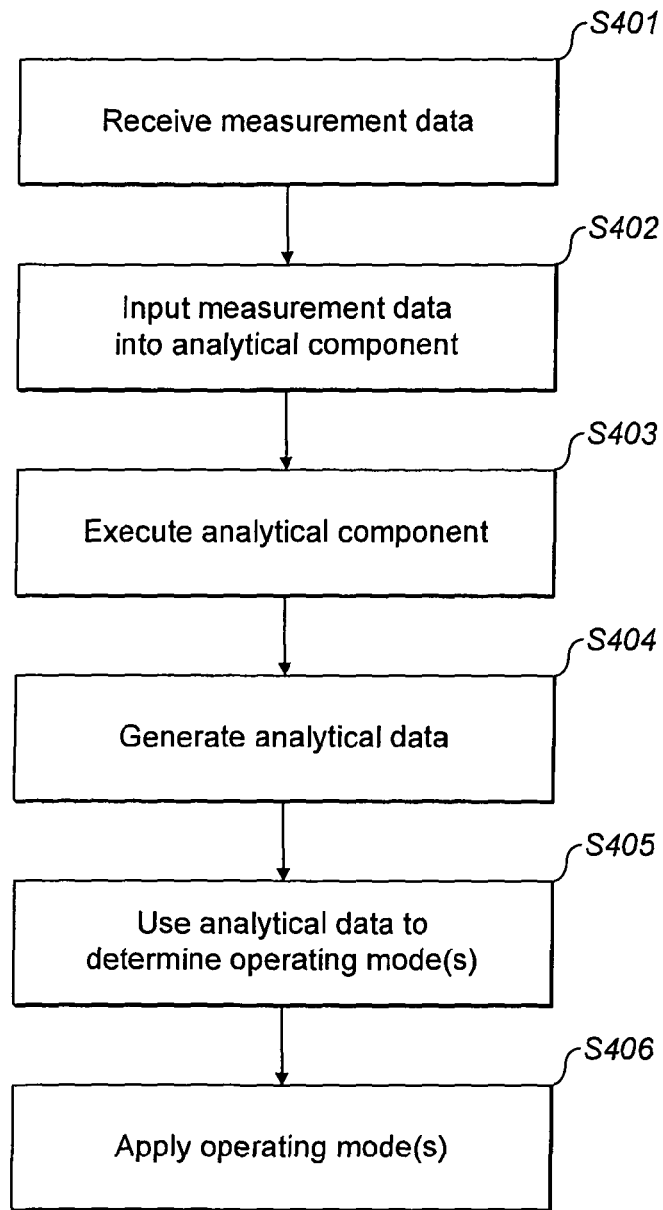 S401
Receive measurement data
S402
Input measurement data
into analytical component
S403
Execute analytical component
S404
Generate analytical data
S405
Use analytical data to
determine operating mode(s)
S406
Apply operating mode(s)